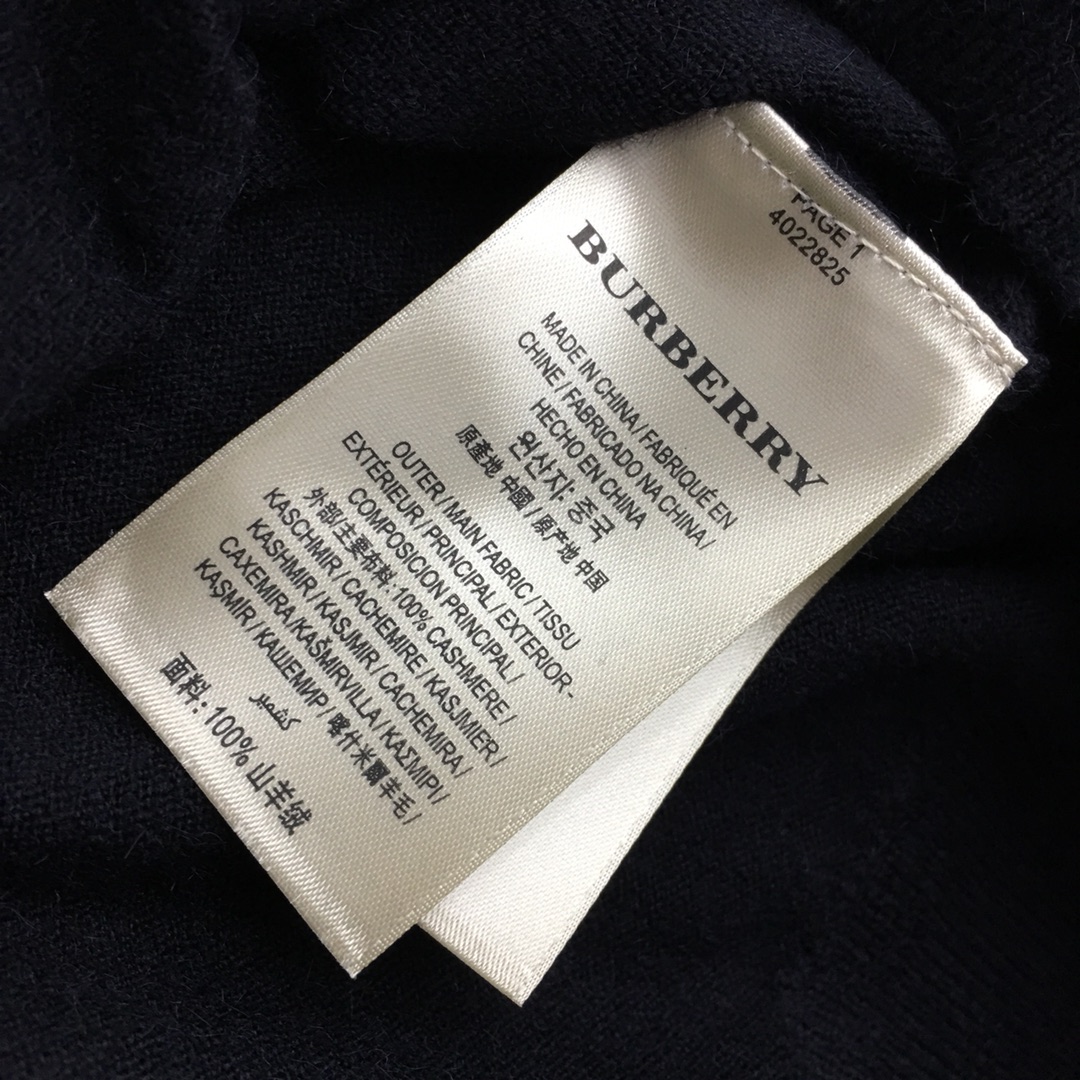 PAGE 1
4022825
BURBERRY
MADE IN CHINA / FABRIQUÉ EN
CHINE / FABRICADO NA CHINA /
HECHO EN CHINA
원산지: 중국
原產地 中國 / 原产地 中国
OUTER / MAIN FABRIC / TISSU
EXTÉRIEUR / PRINCIPAL / EXTERIOR -
COMPOSICION PRINCIPAL /
外部主要布料: 100% CASHMERE /
KASCHMIR / CACHEMIRE / KASJMIER /
KASHMIR / KASJMIR / CACHEMIRA /
CAXEMIRA / KAŠMIRVILLA / ΚΑΣΜΙΡΙ /
KAŞMİR / КАШЕМИР / 喀什米爾羊毛 /
كشمير
面料: 100% 山羊绒